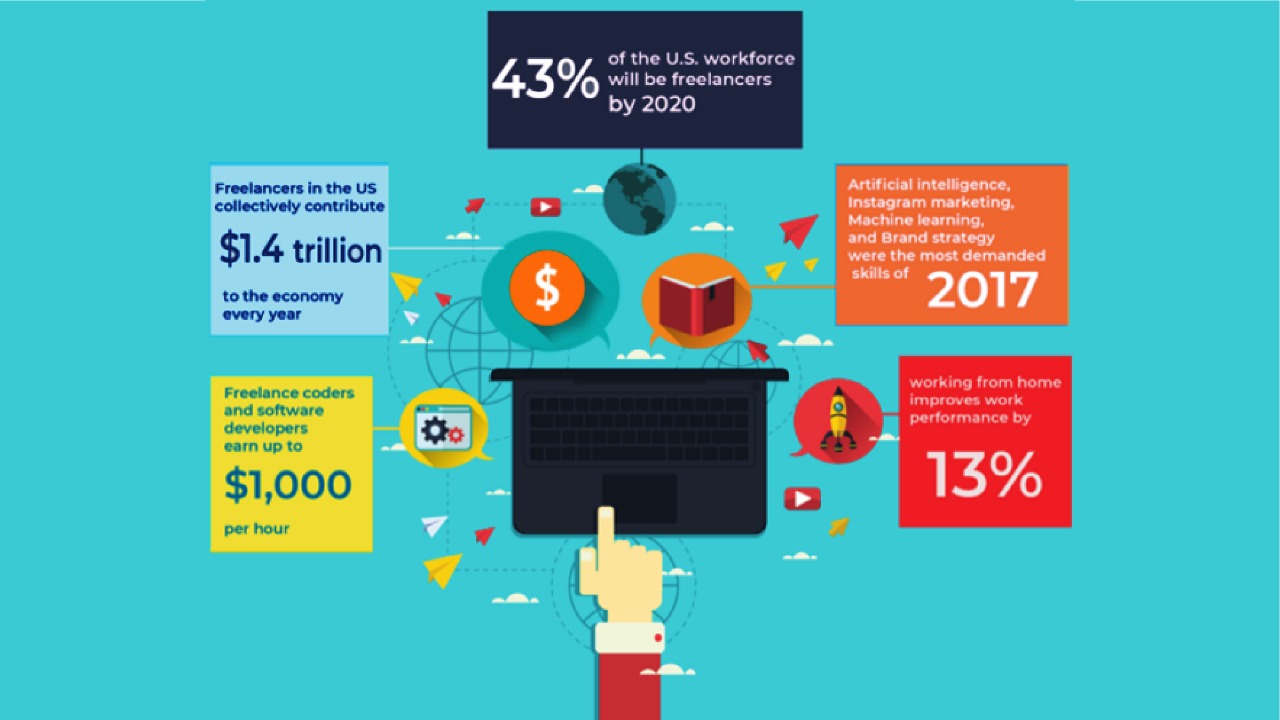 43%
of the U.S. workforce
will be freelancers
by 2020
Freelancers in the US
collectively contribute
$1.4 trillion
to the economy
every year
Artificial intelligence,
Instagram marketing,
Machine learning,
and Brand strategy
were the most demanded
skills of
2017
Freelance coders
and software
developers
earn up to
$1,000
per hour
working from home
improves work
performance by
13%
$